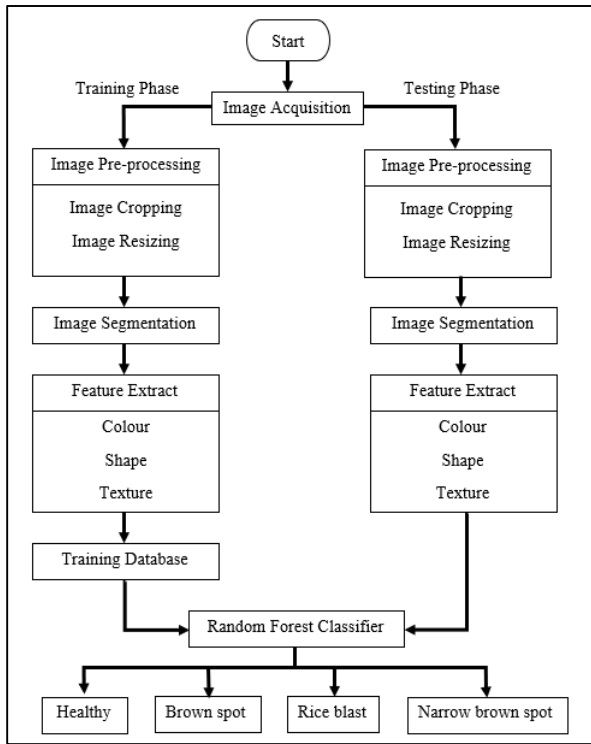 Start
Training Phase
Testing Phase
Image Acquisition
Image Pre-processing
Image Cropping
Image Resizing
Image Segmentation
Feature Extract
Colour
Shape
Texture
Training Database
Image Pre-processing
Image Cropping
Image Resizing
Image Segmentation
Feature Extract
Colour
Shape
Texture
Random Forest Classifier
Healthy
Brown spot
Rice blast
Narrow brown spot